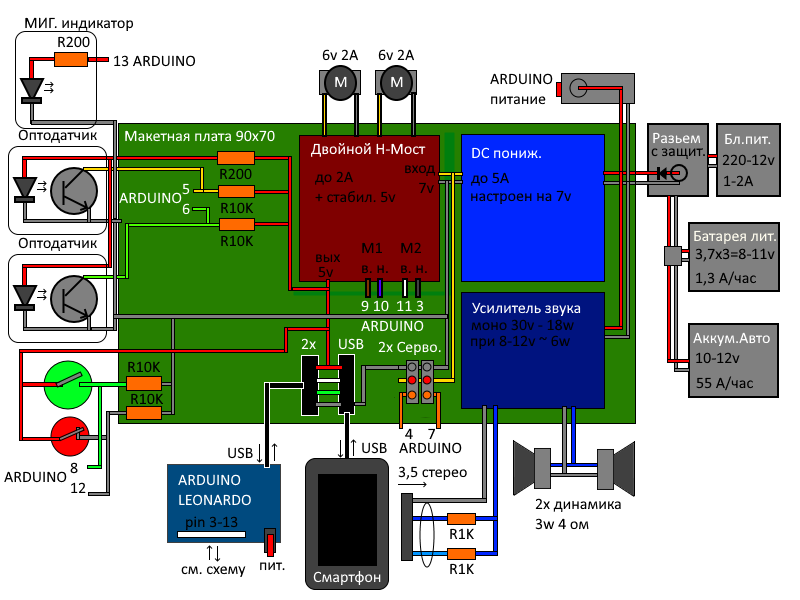 МИГ. индикатор
R200
13 ARDUINO
Оптодатчик
6v 2A
6v 2A
M
M
ARDUINO
питание
Макетная плата 90x70
Двойной Н-Мост
до 2А
+ стабил. 5v
вход
7v
вых
5v
M1
M2
в. н.
в. н.
DC пониж.
до 5А
настроен на 7v
Разьем
с защит.
Бл.пит.
220-12v
1-2А
R200
ARDUINO
5
6
R10K
R10K
Оптодатчик
9 10
11 3
ARDUINO
Батарея лит.
3,7x3=8-11v
1,3 А/час
Усилитель звука
моно 30v - 18w
при 8-12v ~ 6w
Аккум.Авто
10-12v
55 А/час
2x
USB
2x Серво.
R10K
R10K
4
7
ARDUINO
ARDUINO
8
12
USB
USB
ARDUINO
LEONARDO
pin 3-13
см. схему
пит.
Смартфон
3,5 стерео
R1K
R1K
2x динамика
3w 4 ом